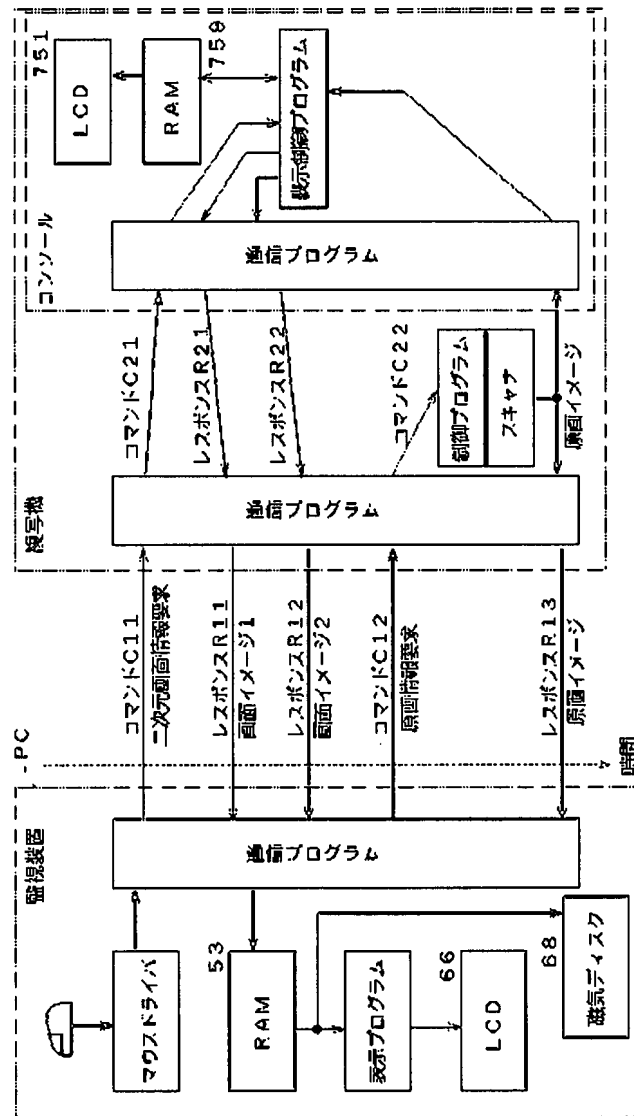 監視装置
-PC
マウスドライバ
RAM
53
表示プログラム
LCD
66
68
磁気ディスク
通信プログラム
時間
コマンドC11
二次元画面情報要求
レスポンスR11
画面イメージ1
レスポンスR12
画面イメージ2
コマンドC12
原画情報要求
レスポンスR13
原画イメージ
複写機
通信プログラム
コマンドC21
レスポンスR21
レスポンスR22
コマンドC22
制御プログラム
スキャナ
原画イメージ
コンソール
通信プログラム
751
LCD
RAM
759
表示制御プログラム